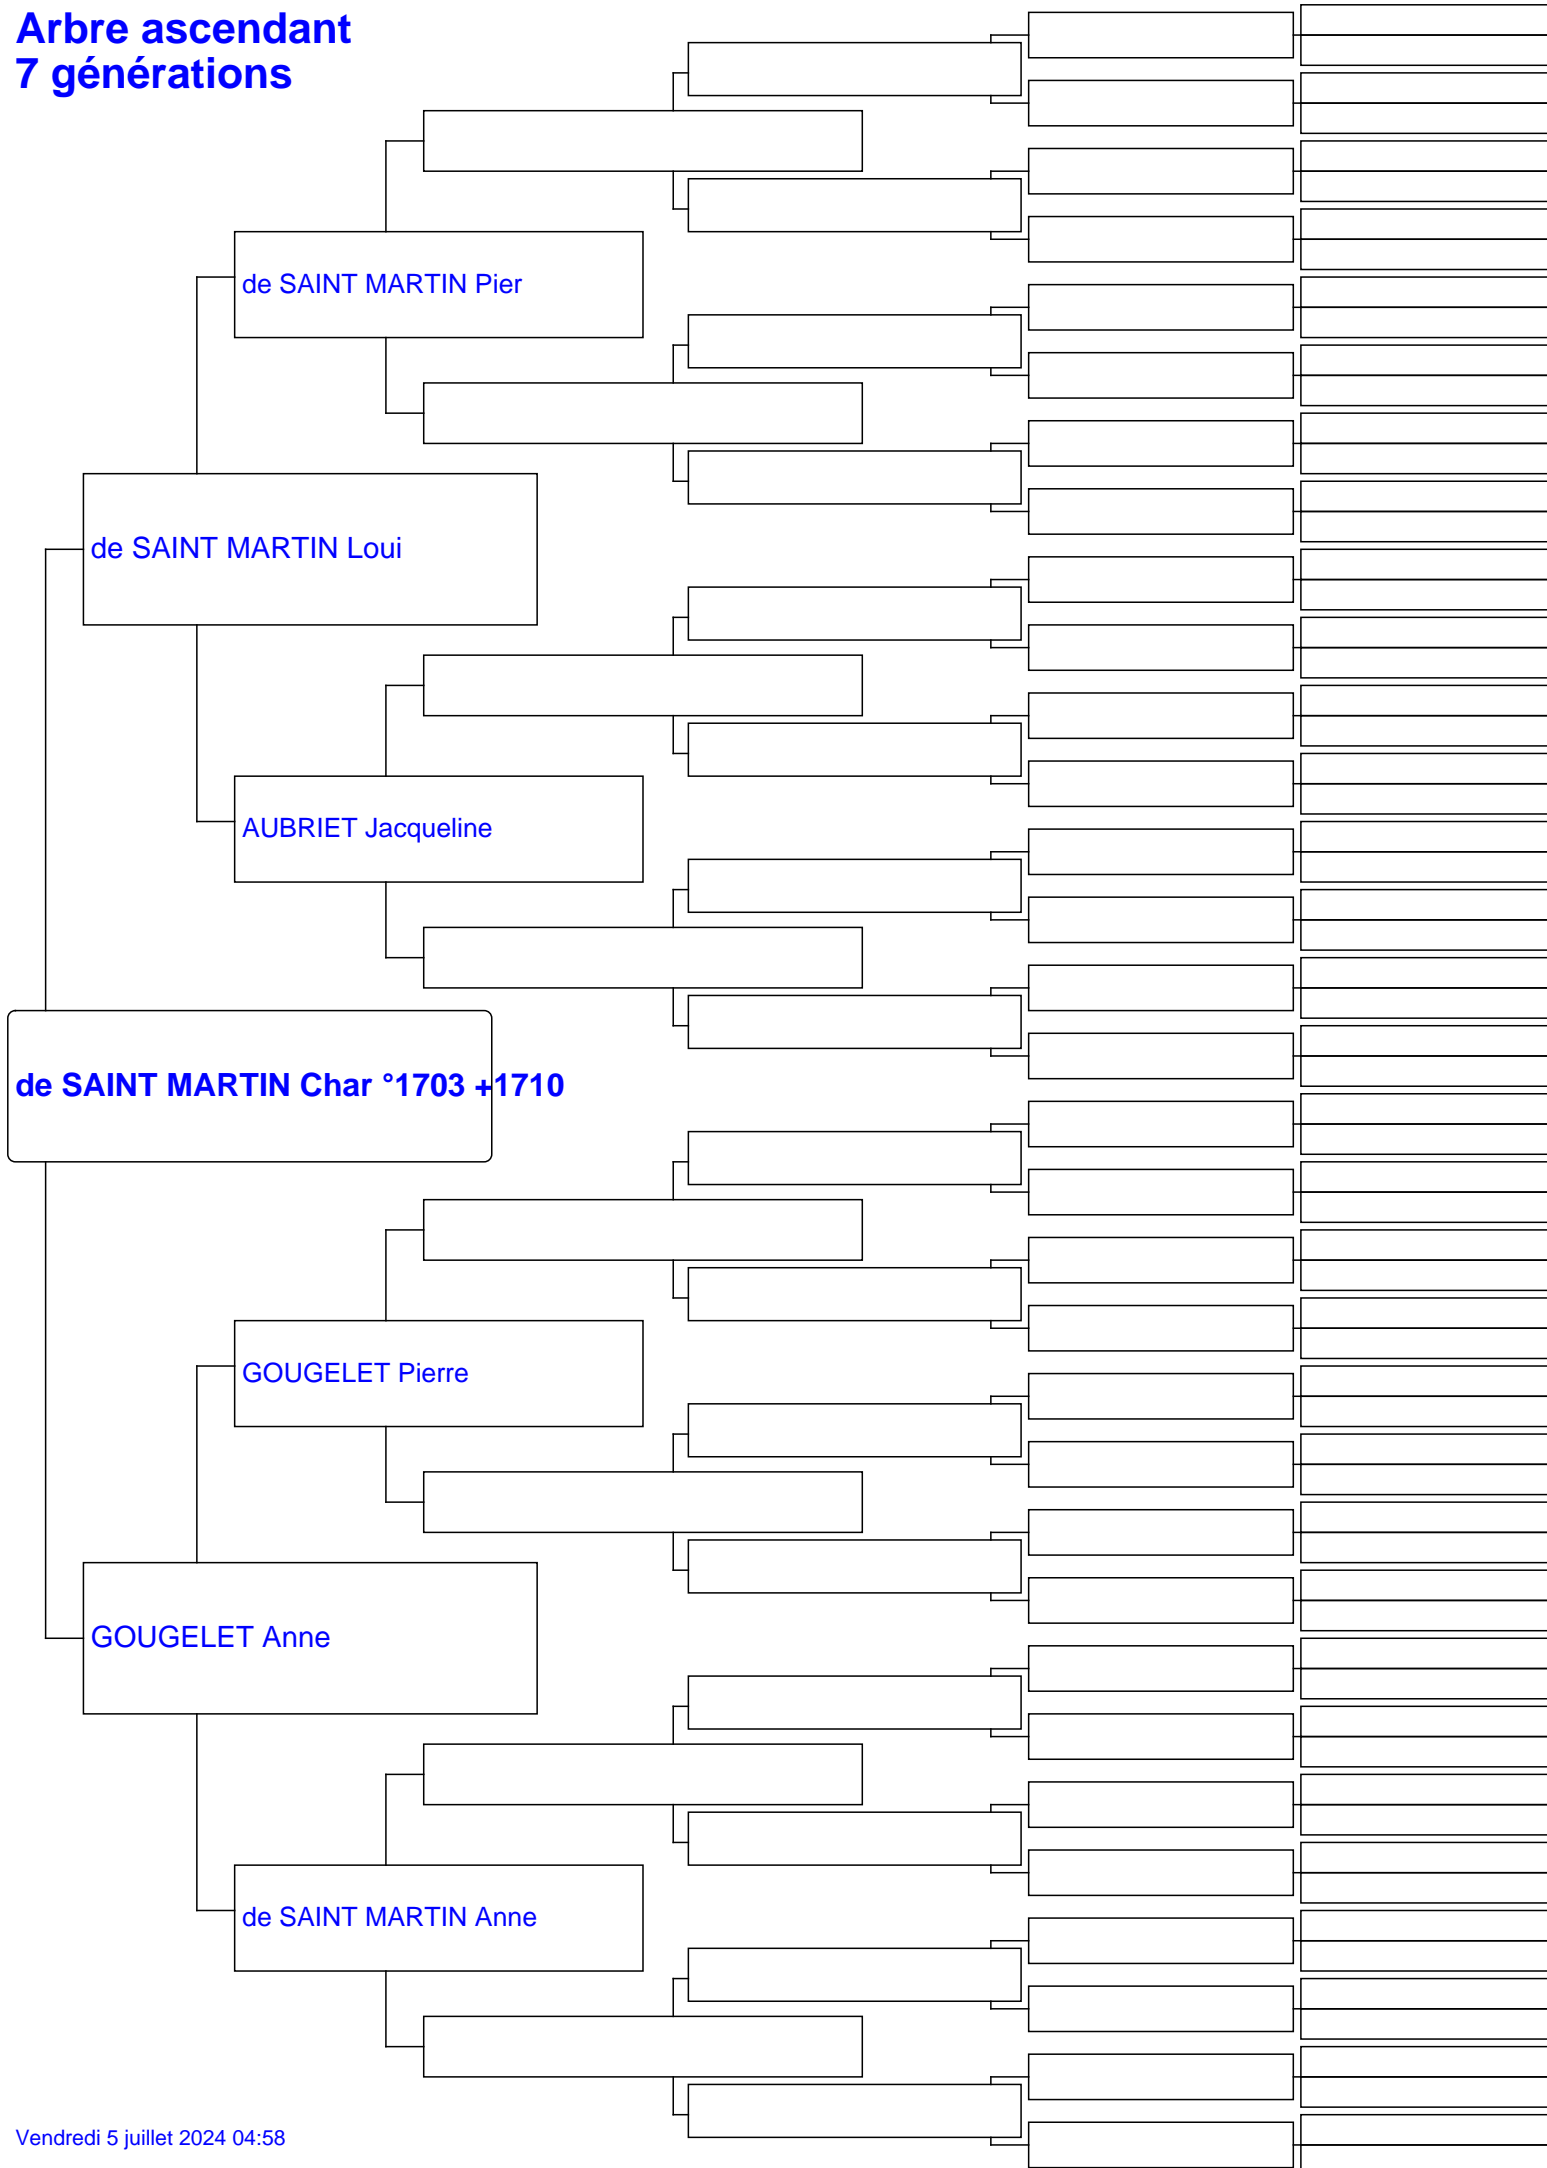 Arbre ascendant
7 générations
de SAINT MARTIN Pier
de SAINT MARTIN Loui
AUBRIET Jacqueline
de SAINT MARTIN Char °1703 +1710
GOUGELET Pierre
GOUGELET Anne
de SAINT MARTIN Anne
Vendredi 5 juillet 2024 04:58